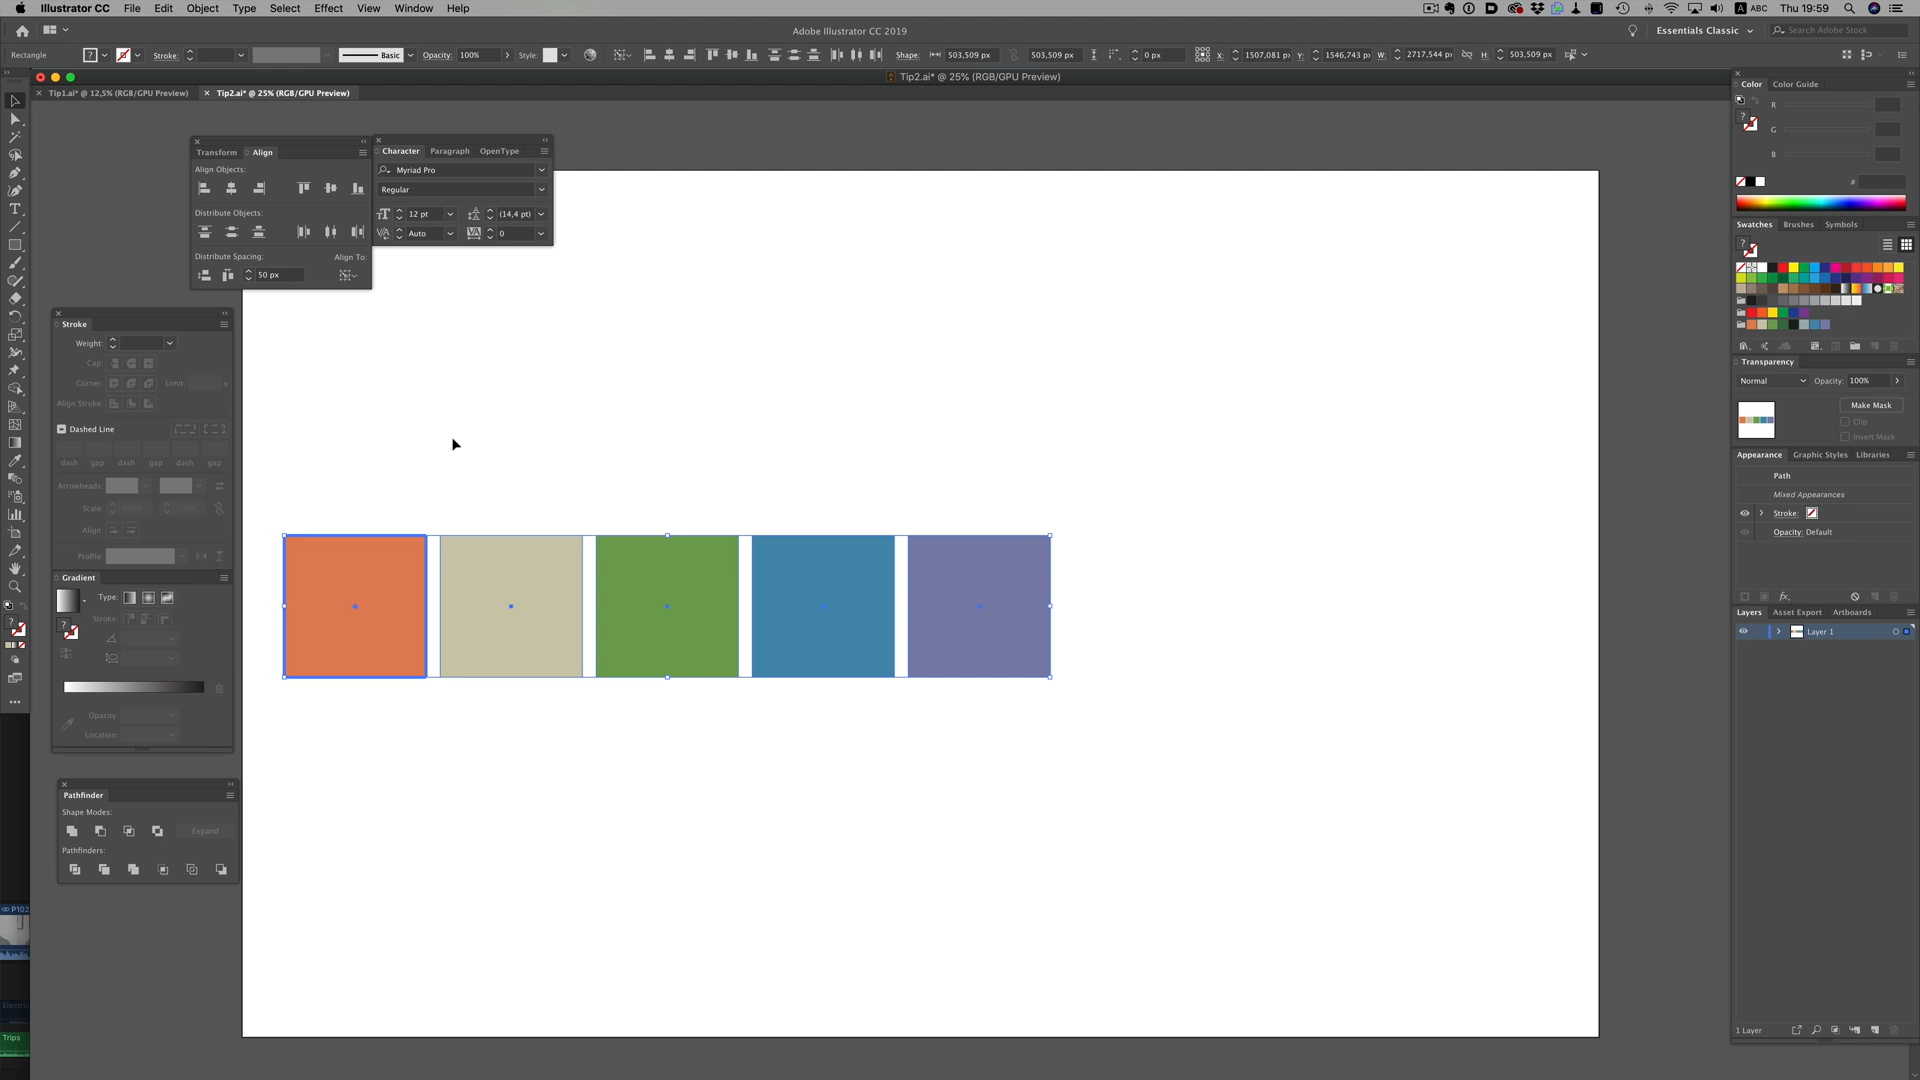 Illustrator CC File Edit Object Type Select Effect View Window Help
A ABC Thu 19:59
Adobe Illustrator CC 2019
Essentials Classic
Search Adobe Stock
Rectangle ? Stroke: Basic Opacity: 100% Style: Shape: 503,509 px 503,509 px 0 px X: 1507,081 p Y: 1546,743 p W: 2717,544 p H: 503,509 px
Tip2.ai* @ 25% (RGB/GPU Preview)
Tip1.ai* @ 12,5% (RGB/GPU Preview)
Tip2.ai* @ 25% (RGB/GPU Preview)
Transform Align
Align Objects:
Distribute Objects:
Distribute Spacing: Align To:
50 px
Character Paragraph OpenType
Myriad Pro
Regular
12 pt (14,4 pt)
Auto 0
Stroke
Weight:
Cap:
Corner: Limit: x
Align Stroke:
Dashed Line
dash gap dash gap dash gap
Arrowheads:
Scale:
Align:
Profile:
Gradient
Type:
Stroke:
?
Opacity:
Location:
Pathfinder
Shape Modes:
Expand
Pathfinders:
P102
Electric
Trips
Color Color Guide
R
?
G
B
#
Swatches Brushes Symbols
?
Transparency
Normal Opacity: 100%
Make Mask
Clip
Invert Mask
Appearance Graphic Styles Libraries
Path
Mixed Appearances
Stroke:
Opacity: Default
fx
Layers Asset Export Artboards
Layer 1
1 Layer